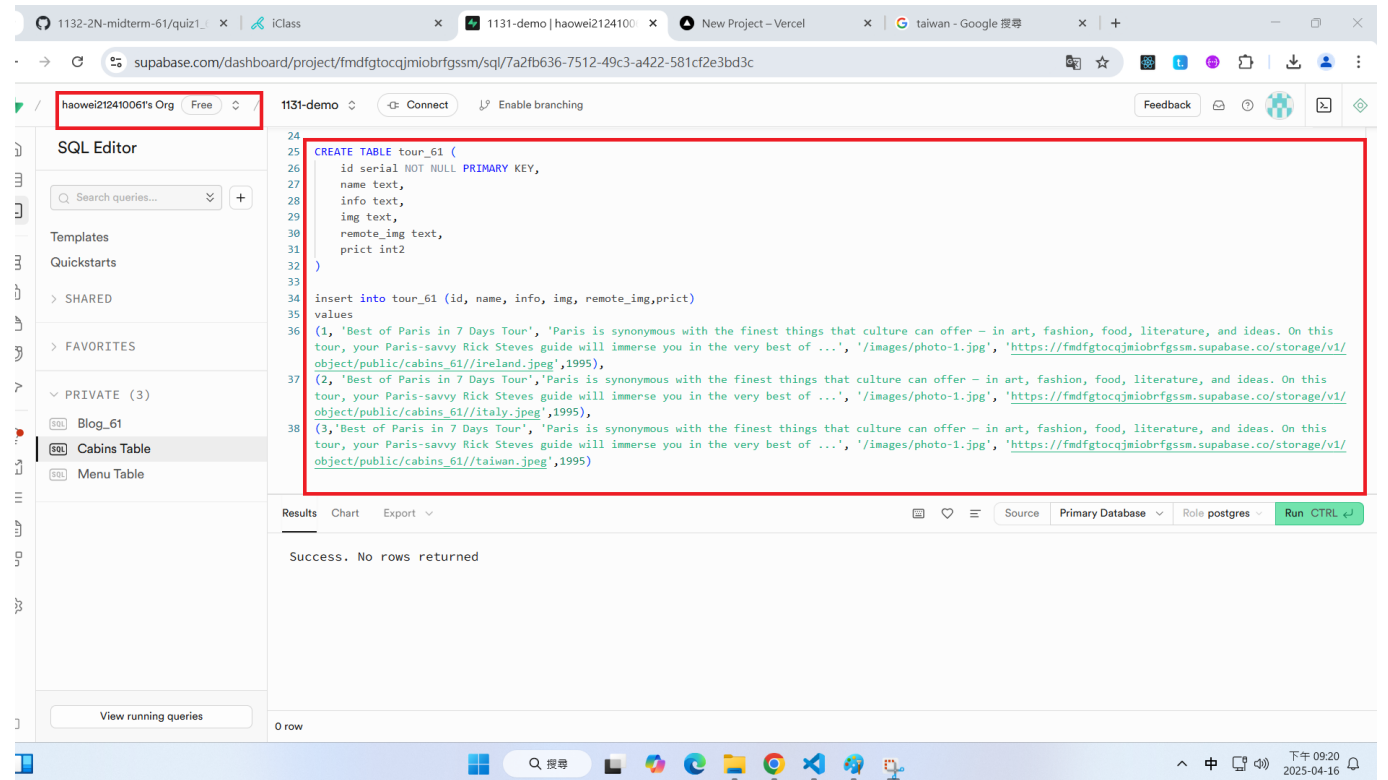 1132-2N-midterm-61/quiz1_
iClass
1131-demo | haowei21241006
New Project – Vercel
taiwan - Google 搜尋
supabase.com/dashboard/project/fmdfgtocqjmiobrfgssm/sql/7a2fb636-7512-49c3-a422-581cf2e3bd3c
haowei212410061's Org Free / 1131-demo Connect Enable branching Feedback
SQL Editor
Search queries...
Templates
Quickstarts
> SHARED
> FAVORITES
PRIVATE (3)
SQL Blog_61
SQL Cabins Table
SQL Menu Table
View running queries
24
25 CREATE TABLE tour_61 (
26 id serial NOT NULL PRIMARY KEY,
27 name text,
28 info text,
29 img text,
30 remote_img text,
31 prict int2
32 )
33
34 insert into tour_61 (id, name, info, img, remote_img,prict)
35 values
36 (1, 'Best of Paris in 7 Days Tour', 'Paris is synonymous with the finest things that culture can offer — in art, fashion, food, literature, and ideas. On this
tour, your Paris-savvy Rick Steves guide will immerse you in the very best of ...', '/images/photo-1.jpg', 'https://fmdfgtocqjmiobrfgssm.supabase.co/storage/v1/
object/public/cabins_61//ireland.jpeg',1995),
37 (2, 'Best of Paris in 7 Days Tour','Paris is synonymous with the finest things that culture can offer — in art, fashion, food, literature, and ideas. On this
tour, your Paris-savvy Rick Steves guide will immerse you in the very best of ...', '/images/photo-1.jpg', 'https://fmdfgtocqjmiobrfgssm.supabase.co/storage/v1/
object/public/cabins_61//italy.jpeg',1995),
38 (3,'Best of Paris in 7 Days Tour', 'Paris is synonymous with the finest things that culture can offer — in art, fashion, food, literature, and ideas. On this
tour, your Paris-savvy Rick Steves guide will immerse you in the very best of ...', '/images/photo-1.jpg', 'https://fmdfgtocqjmiobrfgssm.supabase.co/storage/v1/
object/public/cabins_61//taiwan.jpeg',1995)
Results Chart Export Source Primary Database Role postgres Run CTRL
Success. No rows returned
0 row
搜尋
中
下午 09:20
2025-04-16